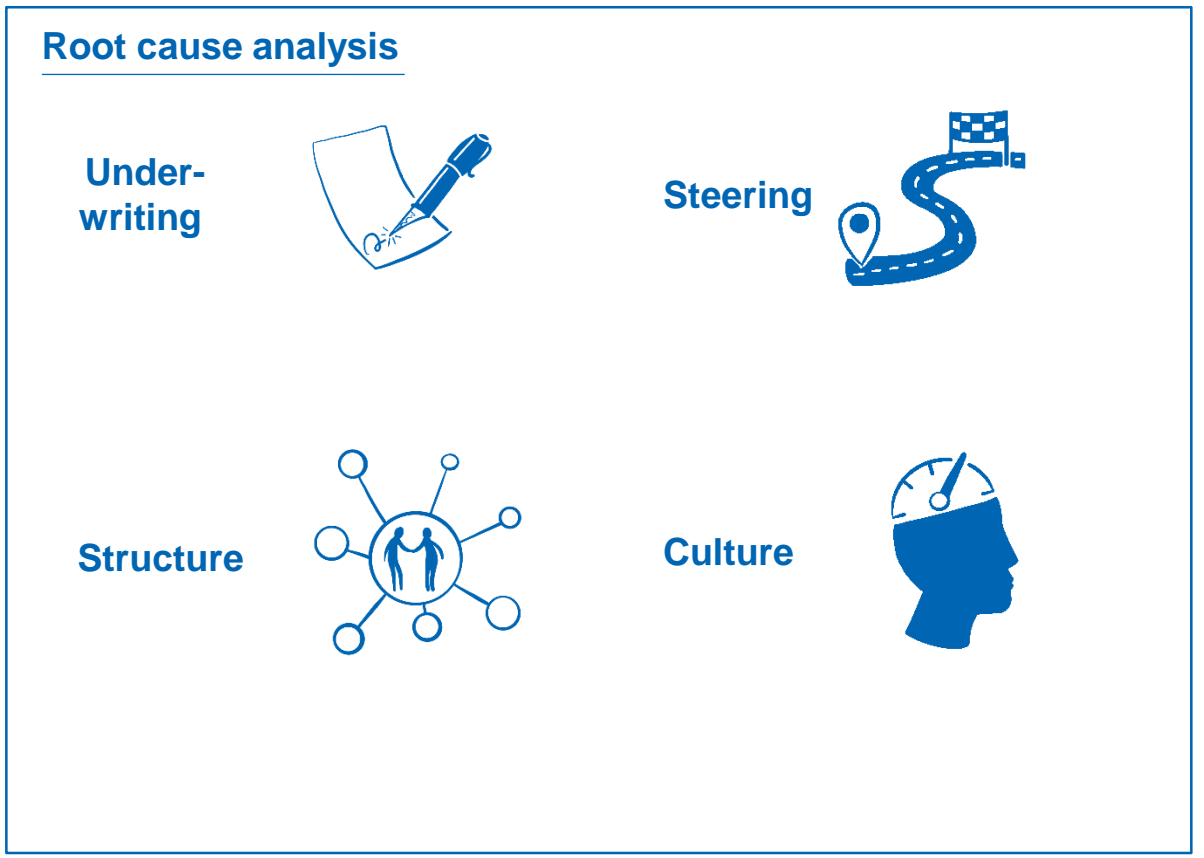 Root cause analysis
Under-
writing
Steering
Structure
Culture